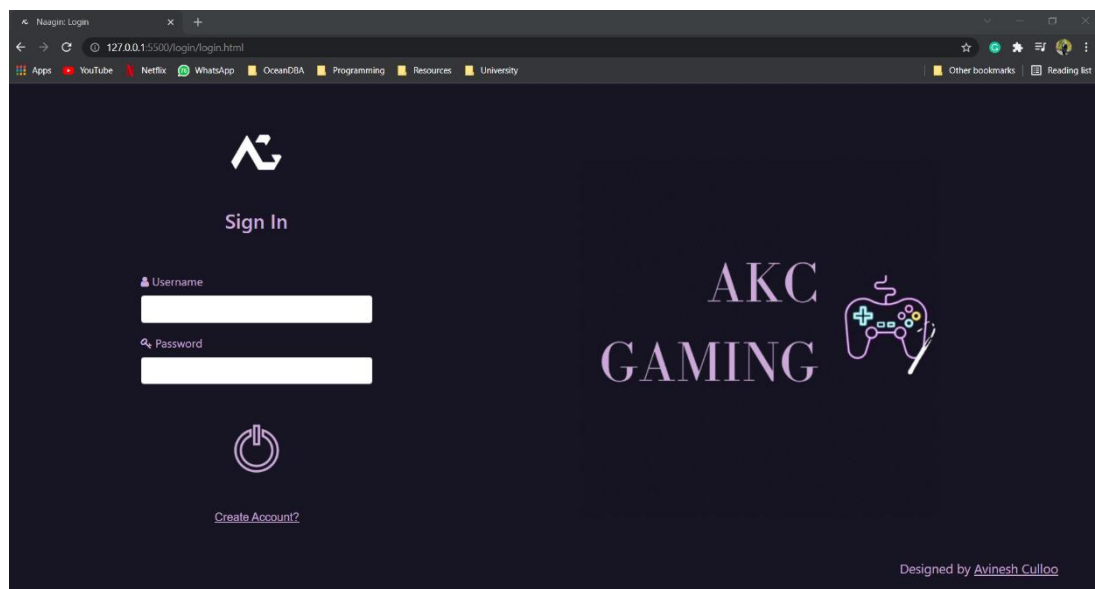 Naagin: Login
127.0.0.1:5500/login/login.html
Apps YouTube Netflix WhatsApp OceanDBA Programming Resources University Other bookmarks Reading list
Sign In
Username
Password
Create Account?
AKC
GAMING
Designed by Avinesh Culloo